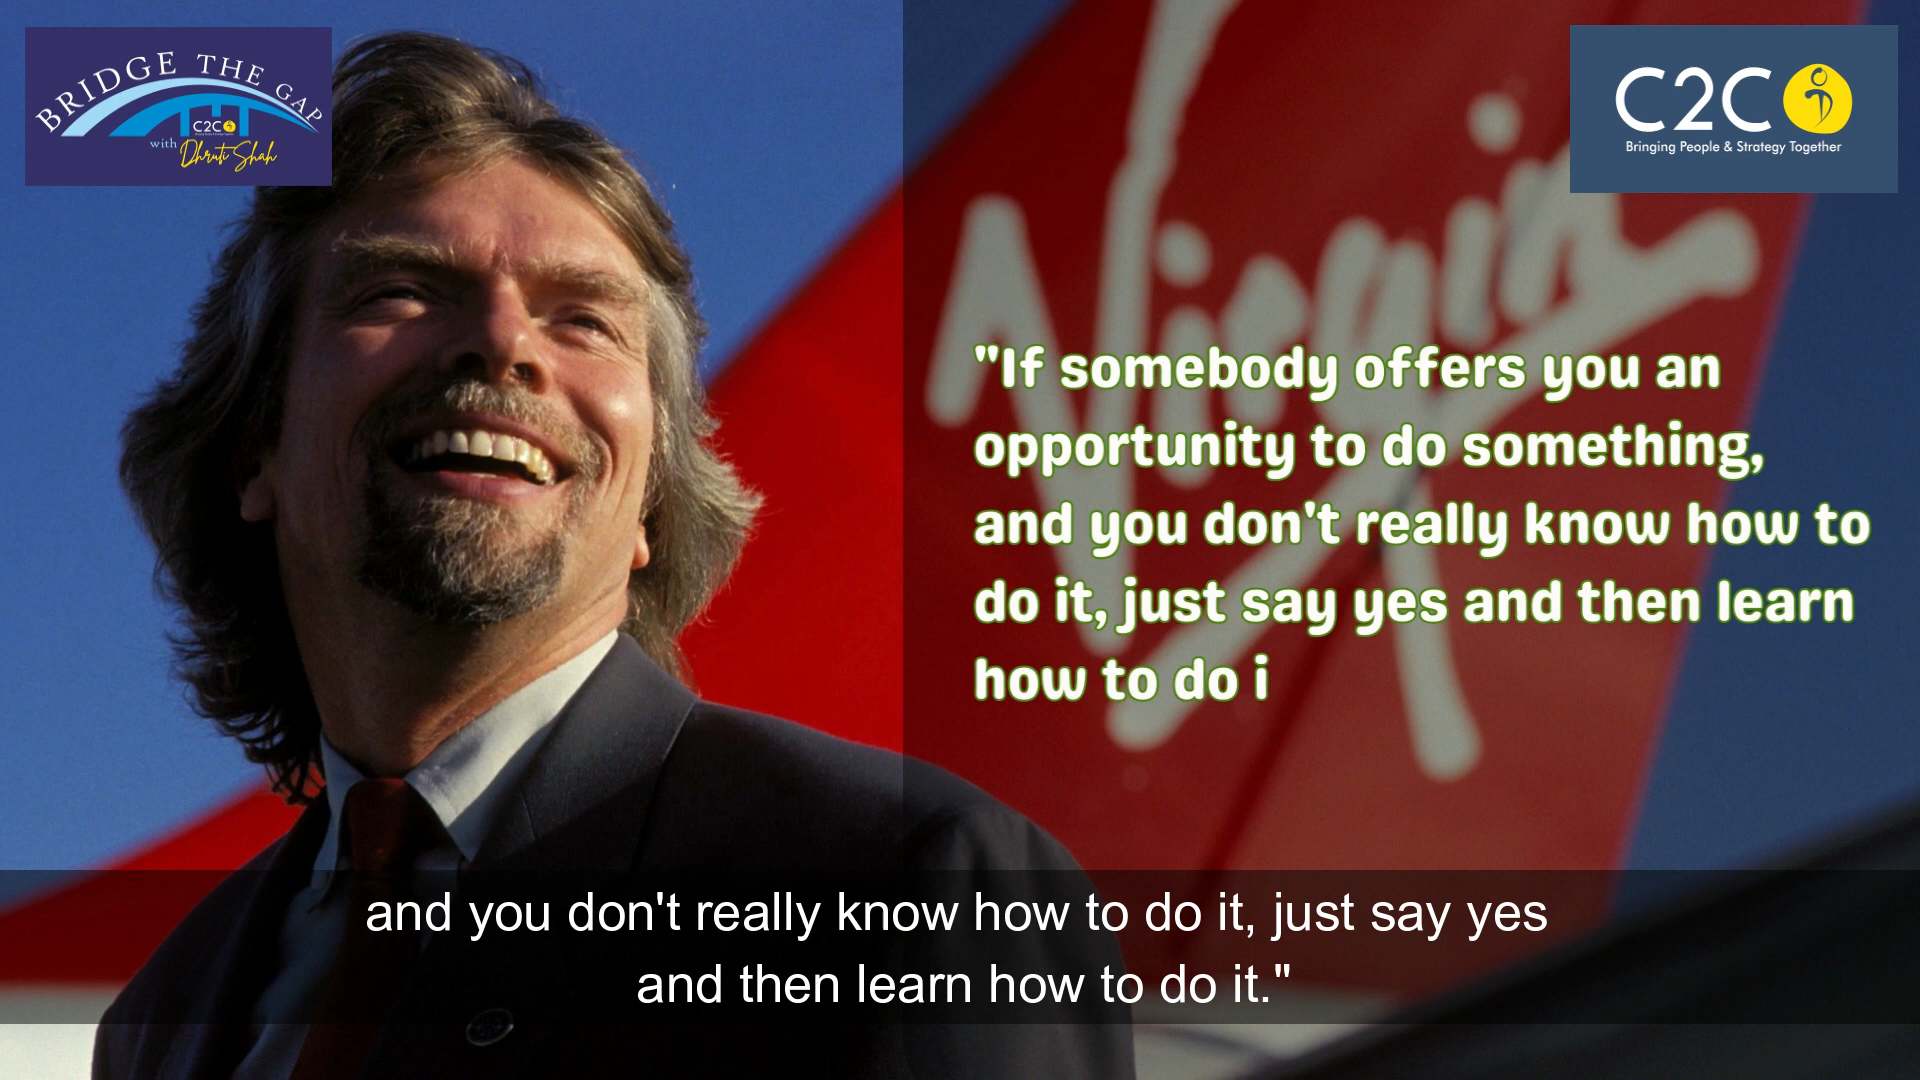 BRIDGE THE GAP
C2C
with Dhruti Shah
C2C
Bringing People & Strategy Together
Virgin
"If somebody offers you an
opportunity to do something,
and you don't really know how to
do it, just say yes and then learn
how to do i
and you don't really know how to do it, just say yes
and then learn how to do it."